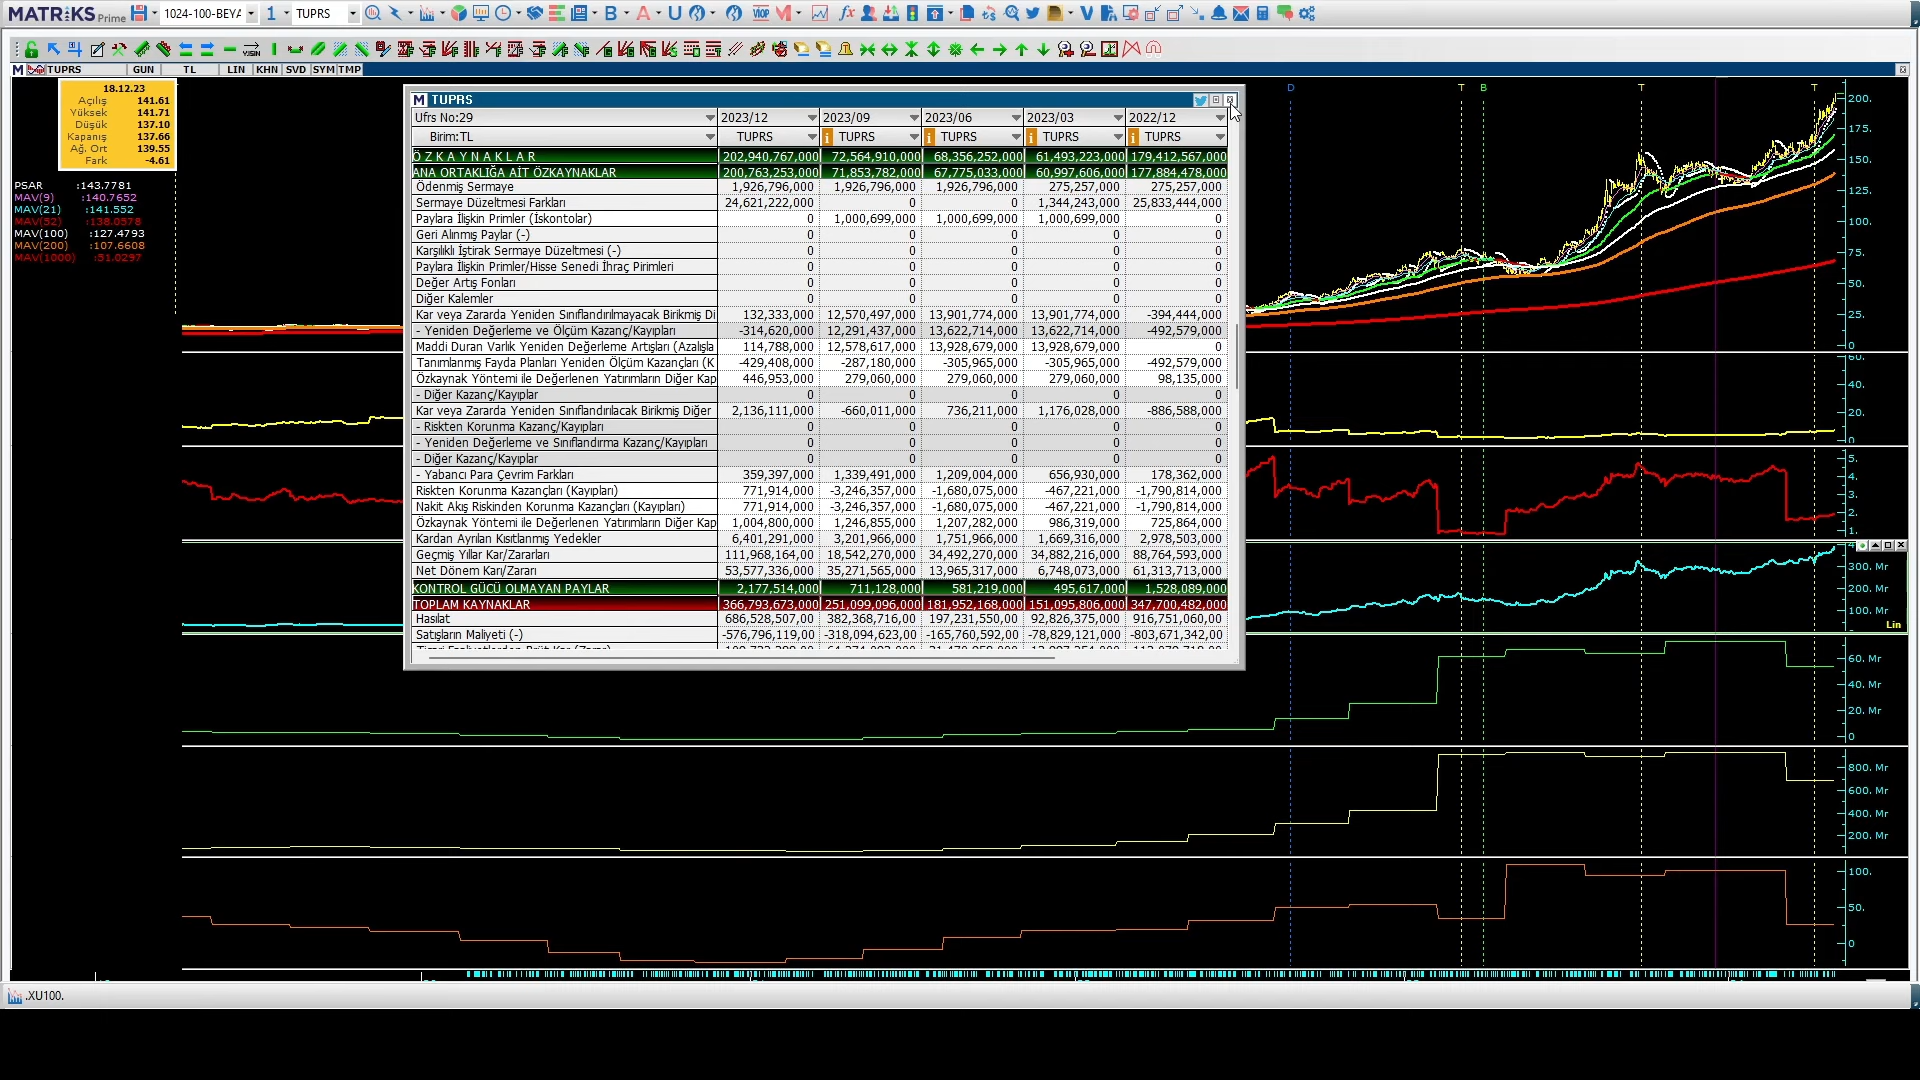 MATRIKS Prime 1024-100-BEYA 1 TUPRS
M TUPRS GUN TL LIN KHN SVD SYM TMP
18.12.23
Açılış 141.61
Yüksek 141.71
Düşük 137.10
Kapanış 137.66
Ağ. Ort 139.55
Fark -4.61
PSAR :143.7781
MAV(9) :140.7652
MAV(21) :141.552
MAV(52) :138.0578
MAV(100) :127.4793
MAV(200) :107.6608
MAV(1000) :51.0297
M TUPRS
Ufrs No:29 2023/12 2023/09 2023/06 2023/03 2022/12
Birim:TL TUPRS TUPRS TUPRS TUPRS TUPRS
Ö Z K A Y N A K L A R 202,940,767,000 72,564,910,000 68,356,252,000 61,493,223,000 179,412,567,000
ANA ORTAKLIĞA AİT ÖZKAYNAKLAR 200,763,253,000 71,853,782,000 67,775,033,000 60,997,606,000 177,884,478,000
Ödenmiş Sermaye 1,926,796,000 1,926,796,000 1,926,796,000 275,257,000 275,257,000
Sermaye Düzeltmesi Farkları 24,621,222,000 0 0 1,344,243,000 25,833,444,000
Paylara İlişkin Primler (İskontolar) 0 1,000,699,000 1,000,699,000 1,000,699,000 0
Geri Alınmış Paylar (-) 0 0 0 0 0
Karşılıklı İştirak Sermaye Düzeltmesi (-) 0 0 0 0 0
Paylara İlişkin Primler/Hisse Senedi İhraç Pirimleri 0 0 0 0 0
Değer Artış Fonları 0 0 0 0 0
Diğer Kalemler 0 0 0 0 0
Kar veya Zararda Yeniden Sınıflandırılmayacak Birikmiş Di 132,333,000 12,570,497,000 13,901,774,000 13,901,774,000 -394,444,000
- Yeniden Değerleme ve Ölçüm Kazanç/Kayıpları -314,620,000 12,291,437,000 13,622,714,000 13,622,714,000 -492,579,000
Maddi Duran Varlık Yeniden Değerleme Artışları (Azalışla 114,788,000 12,578,617,000 13,928,679,000 13,928,679,000 0
Tanımlanmış Fayda Planları Yeniden Ölçüm Kazançları (K -429,408,000 -287,180,000 -305,965,000 -305,965,000 -492,579,000
Özkaynak Yöntemi ile Değerlenen Yatırımların Diğer Kap 446,953,000 279,060,000 279,060,000 279,060,000 98,135,000
- Diğer Kazanç/Kayıplar 0 0 0 0 0
Kar veya Zararda Yeniden Sınıflandırılacak Birikmiş Diğer 2,136,111,000 -660,011,000 736,211,000 1,176,028,000 -886,588,000
- Riskten Korunma Kazanç/Kayıpları 0 0 0 0 0
- Yeniden Değerleme ve Sınıflandırma Kazanç/Kayıpları 0 0 0 0 0
- Diğer Kazanç/Kayıplar 0 0 0 0 0
- Yabancı Para Çevrim Farkları 359,397,000 1,339,491,000 1,209,004,000 656,930,000 178,362,000
Riskten Korunma Kazançları (Kayıpları) 771,914,000 -3,246,357,000 -1,680,075,000 -467,221,000 -1,790,814,000
Nakit Akış Riskinden Korunma Kazançları (Kayıpları) 771,914,000 -3,246,357,000 -1,680,075,000 -467,221,000 -1,790,814,000
Özkaynak Yöntemi ile Değerlenen Yatırımların Diğer Kap 1,004,800,000 1,246,855,000 1,207,282,000 986,319,000 725,864,000
Kardan Ayrılan Kısıtlanmış Yedekler 6,401,291,000 3,201,966,000 1,751,966,000 1,669,316,000 2,978,503,000
Geçmiş Yıllar Kar/Zararları 111,968,164,00 18,542,270,000 34,492,270,000 34,882,216,000 88,764,593,000
Net Dönem Karı/Zararı 53,577,336,000 35,271,565,000 13,965,317,000 6,748,073,000 61,313,713,000
KONTROL GÜCÜ OLMAYAN PAYLAR 2,177,514,000 711,128,000 581,219,000 495,617,000 1,528,089,000
TOPLAM KAYNAKLAR 366,793,673,000 251,099,096,000 181,952,168,000 151,095,806,000 347,700,482,000
Hasılat 686,528,507,00 382,368,716,00 197,231,550,00 92,826,375,000 916,751,060,00
Satışların Maliyeti (-) -576,796,119,00 -318,094,623,00 -165,760,592,00 -78,829,121,000 -803,671,342,00
D T B T T
200.
175.
150.
125.
100.
75.
50.
25.
0
60.
40.
20.
0
5.
4.
3.
2.
1.
300. Mr
200. Mr
100. Mr
Lin
60. Mr
40. Mr
20. Mr
0
800. Mr
600. Mr
400. Mr
200. Mr
100.
50.
0
.XU100.